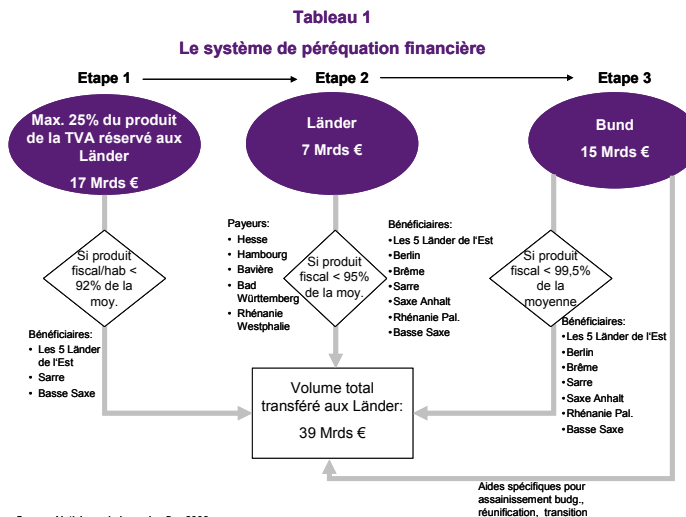 Tableau 1
Le système de péréquation financière
Etape 1
Etape 2
Etape 3
Max. 25% du produit
de la TVA réservé aux
Länder
17 Mrds €
Länder
7 Mrds €
Bund
15 Mrds €
Si produit
fiscal/hab <
92% de la
moy.
Bénéficiaires:
• Les 5 Länder
de l'Est
• Sarre
• Basse Saxe
Payeurs:
• Hesse
• Hambourg
• Bavière
• Bad
Württemberg
• Rhénanie
Westphalie
Si produit
fiscal < 95%
de la moy.
Bénéficiaires:
•Les 5 Länder de l'Est
•Berlin
•Brême
•Sarre
•Saxe Anhalt
•Rhénanie Pal.
•Basse Saxe
Si produit
fiscal < 99,5%
de la
moyenne
Bénéficiaires:
•Les 5 Länder de l'Est
•Berlin
•Brême
•Sarre
•Saxe Anhalt
•Rhénanie Pal.
•Basse Saxe
Volume total
transféré aux Länder:
39 Mrds €
Aides spécifiques pour
assainissement budg.,
réunification, transition